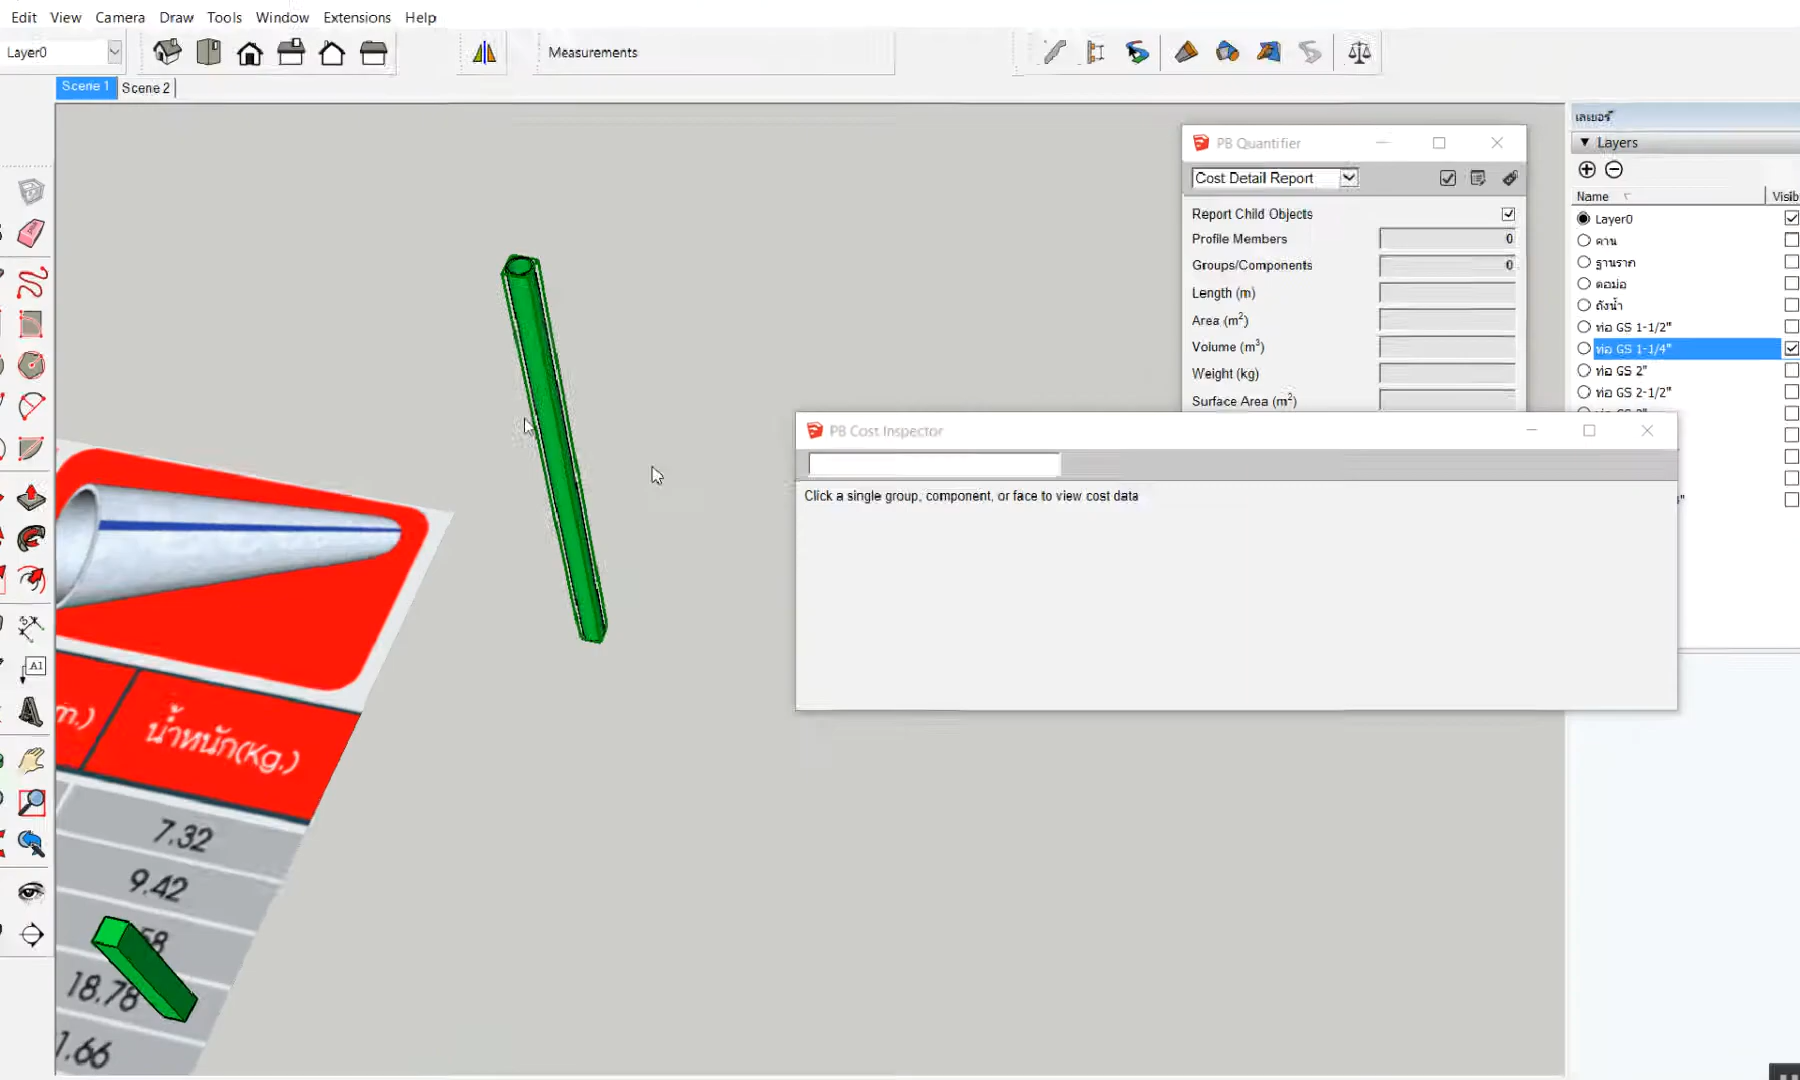 Edit View Camera Draw Tools Window Extensions Help
Layer0
Measurements
Scene 1 Scene 2
PB Quantifier
Cost Detail Report
Report Child Objects
Profile Members 0
Groups/Components 0
Length (m)
Area (m²)
Volume (m³)
Weight (kg)
Surface Area (m²)
PB Cost Inspector
Click a single group, component, or face to view cost data
เลเยอร์
Layers
Name Visib
Layer0
คาน
ฐานราก
ตอม่อ
ถังน้ำ
ท่อ GS 1-1/2"
ท่อ GS 1-1/4"
ท่อ GS 2"
ท่อ GS 2-1/2"
A1
m.) น้ำหนัก(Kg.)
7.32
9.42
58
18.78
1.66